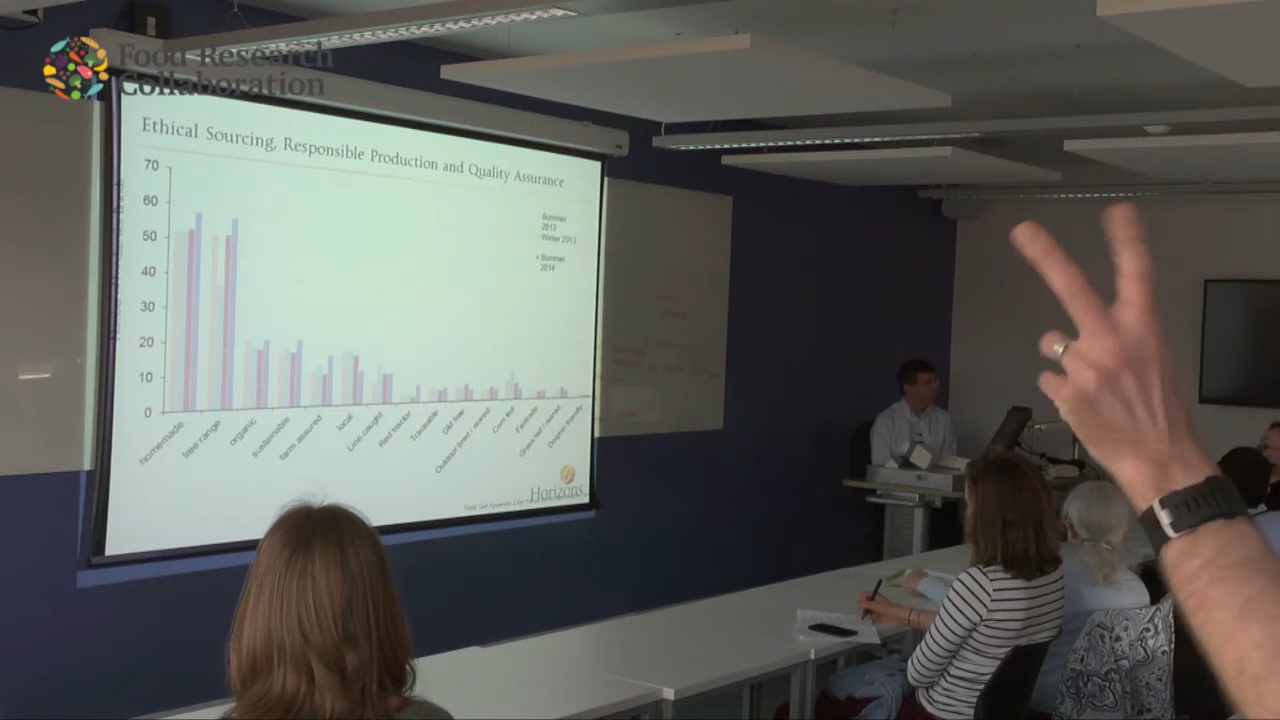 Food Research
Collaboration
Ethical Sourcing, Responsible Production and Quality Assurance
70
60
50
40
30
20
10
0
Summer
2013
Winter 2013
Summer
2014
homemade
free range
organic
sustainable
farm assured
local
Line caught
Red tractor
Traceable
GM free
Outdoor bred / reared
Corn fed
Fairtrade
Grass fed / reared
Dolphin friendly
Horizons